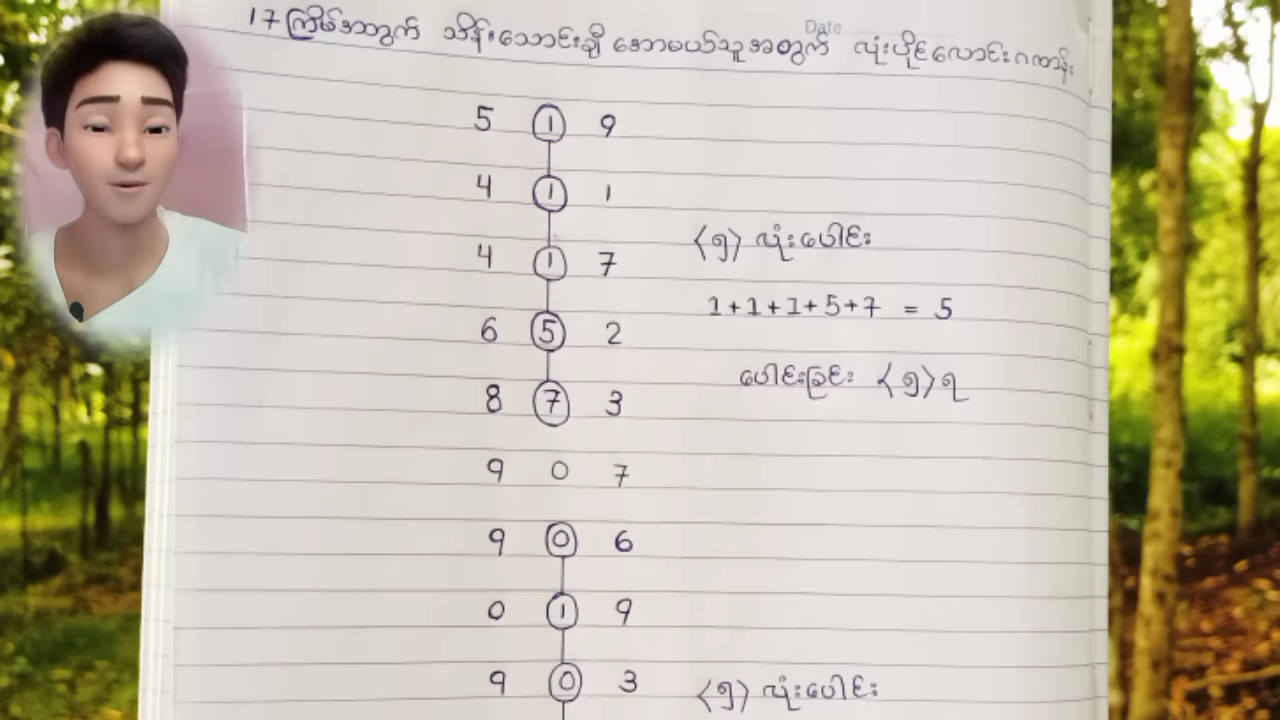 17 ကြိမ်အတွက် သိန်းသောင်းချီ အောမယ်သူအတွက် လုံးပိုင်လောင်းဂဏန်း
Date
5 1 9
4 1 1
4 1 7
<၅> လုံးပေါင်း
1+1+1+5+7 = 5
6 5 2
ပေါင်းခြင်း <၅> ရ
8 7 3
9 0 7
9 0 6
0 1 9
9 0 3
<၅> လုံးပေါင်း